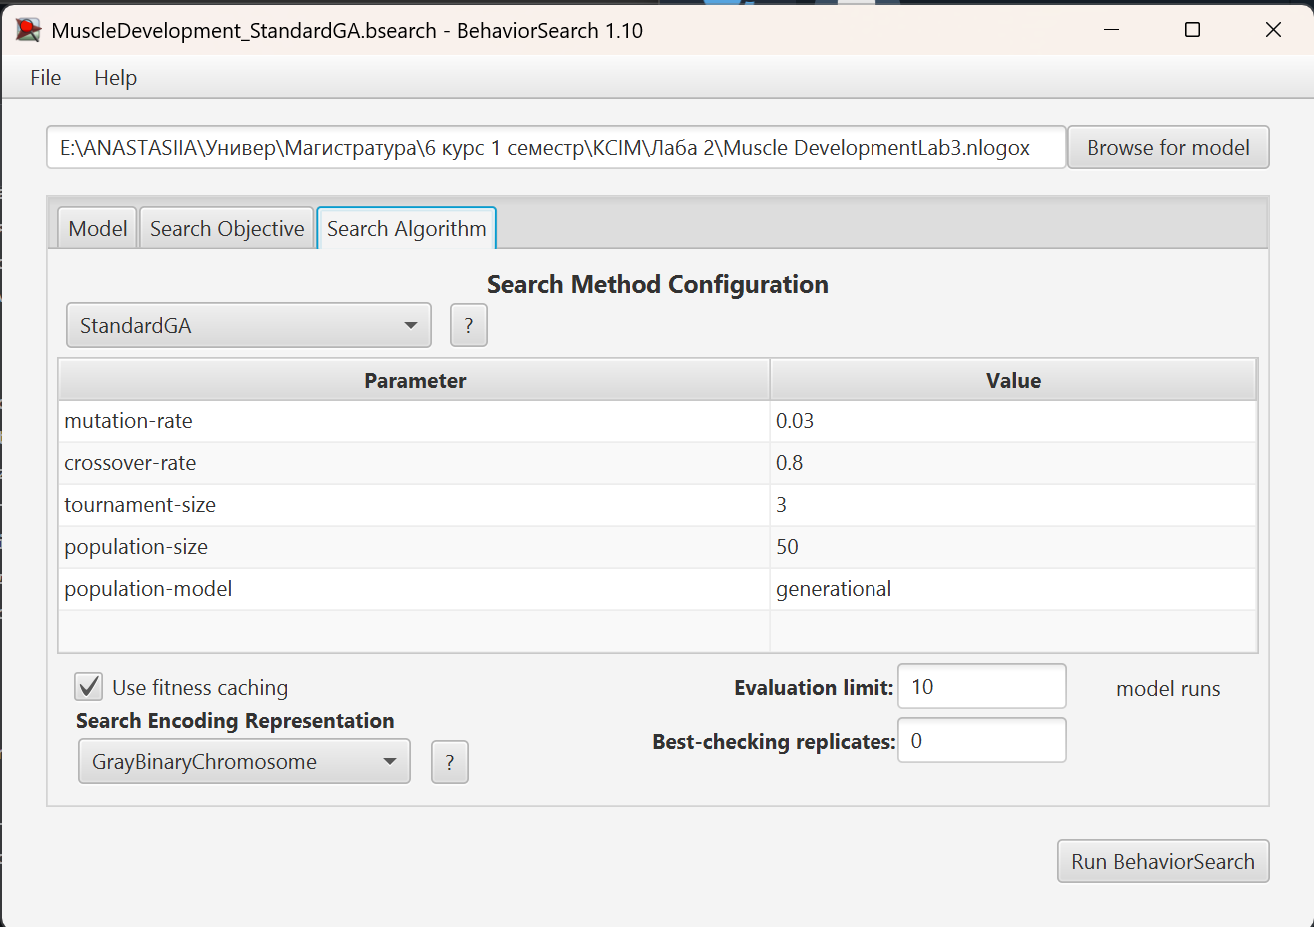 MuscleDevelopment_StandardGA.bsearch - BehaviorSearch 1.10
File Help
E:\ANASTASIIA\Универ\Магистратура\6 курс 1 семестр\КСІМ\Лаба 2\Muscle DevelopmentLab3.nlogox Browse for model
Model Search Objective Search Algorithm
Search Method Configuration
StandardGA ?
Parameter Value
mutation-rate 0.03
crossover-rate 0.8
tournament-size 3
population-size 50
population-model generational
Use fitness caching Evaluation limit: 10 model runs
Search Encoding Representation
Best-checking replicates: 0
GrayBinaryChromosome ?
Run BehaviorSearch